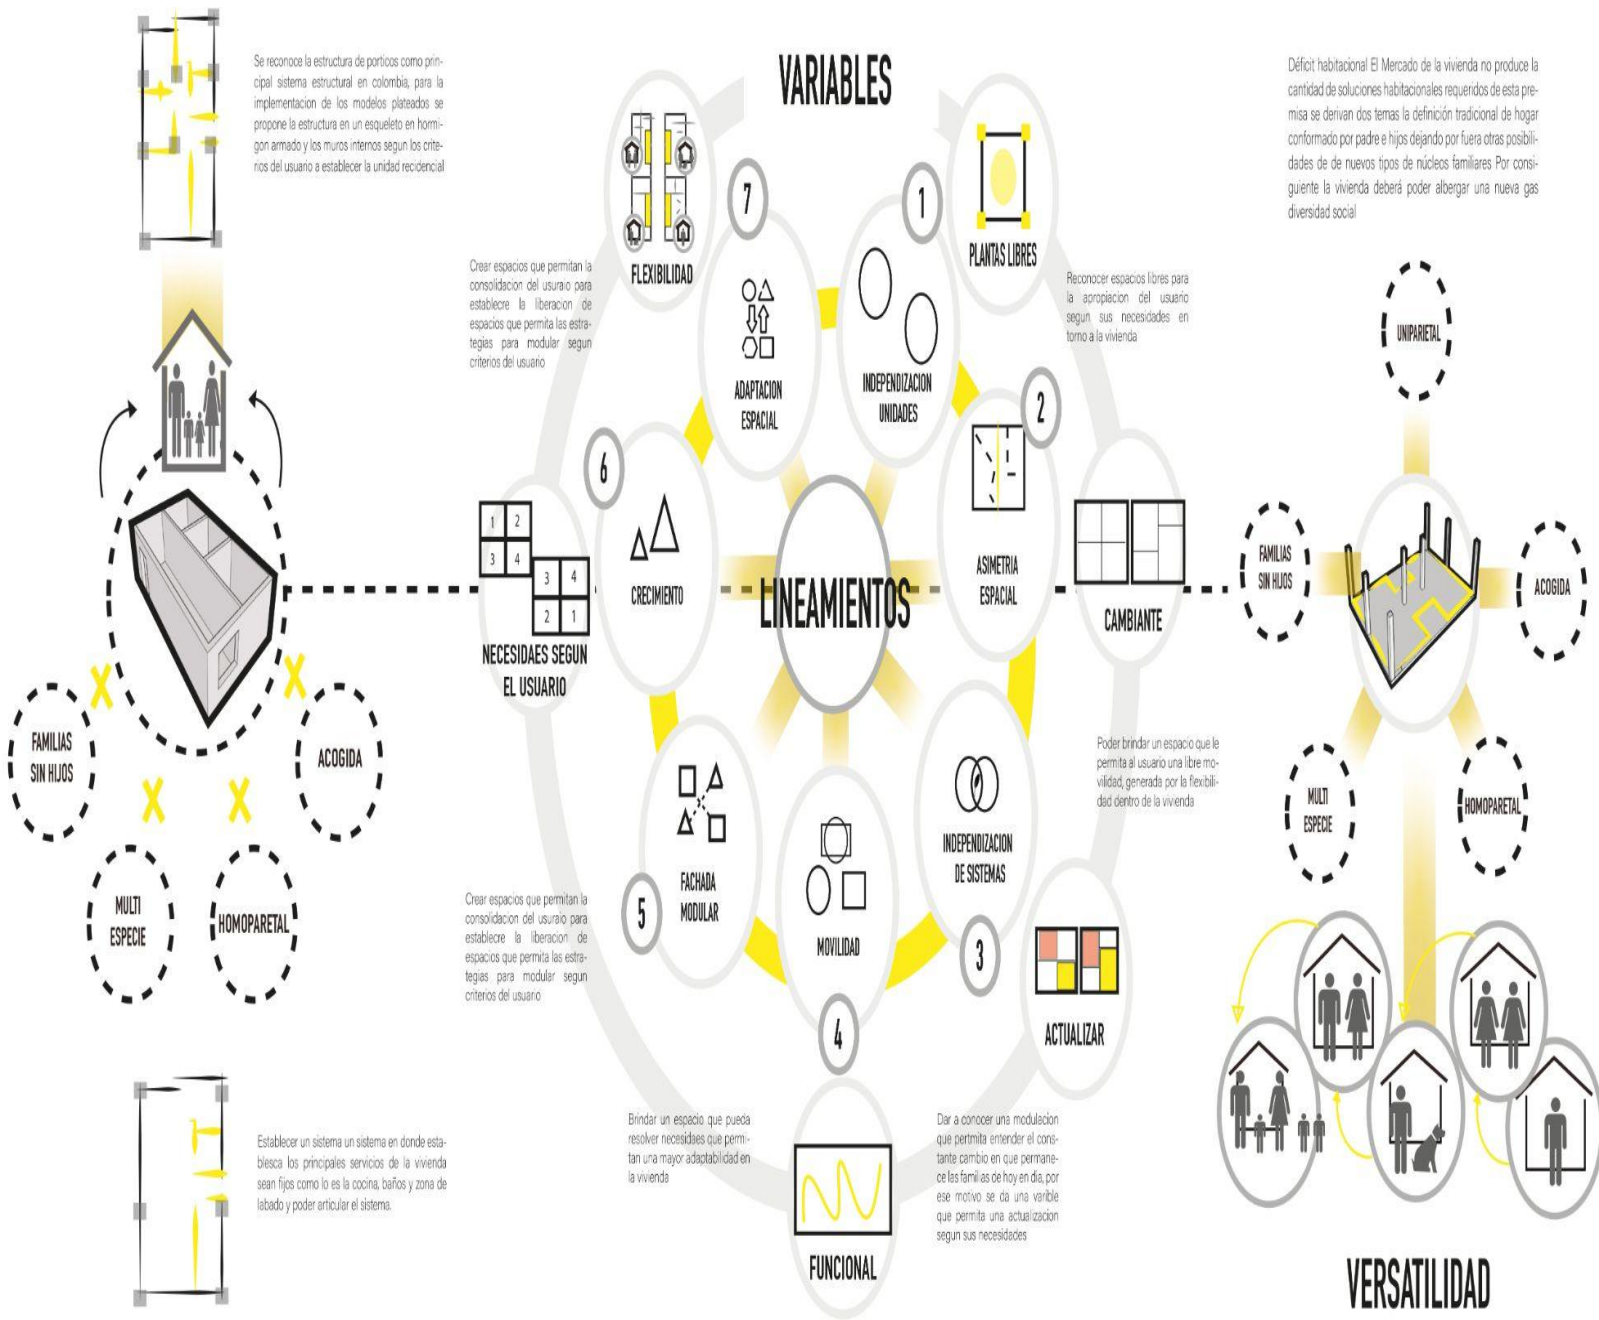 Se reconoce la estructura de porticos como prin-
cipal sistema estructural en colombia, para la
implementacion de los modelos plateados se
propone la estructura en un esqueleto en hormi-
gon armado y los muros internos segun los crite-
rios del usuario a establecer la unidad recidencial
FAMILIAS
SIN HIJOS
ACOGIDA
MULTI
ESPECIE
HOMOPARETAL
Establecer un sistema un sistema en donde esta-
blesca los principales servicios de la vivienda
sean fijos como lo es la cocina, baños y zona de
labado y poder articular el sistema.
VARIABLES
FLEXIBILIDAD
Crear espacios que permitan la
consolidacion del usuraio para
establecre la liberacion de
espacios que permita las estra-
tegias para modular segun
criterios del usuario
7
ADAPTACION
ESPACIAL
1
INDEPENDIZACION
UNIDADES
PLANTAS LIBRES
Reconocer espacios libres para
la apropiacion del usuario
segun sus necesidades en
torno a la vivienda
2
ASIMETRIA
ESPACIAL
6
CRECIMIENTO
1 2
3 4
3 4
2 1
NECESIDAES SEGUN
EL USUARIO
LINEAMIENTOS
CAMBIANTE
Poder brindar un espacio que le
permita al usuario una libre mo-
vilidad, generada por la flexibili-
dad dentro de la vivienda
5
FACHADA
MODULAR
MOVILIDAD
4
INDEPENDIZACION
DE SISTEMAS
3
ACTUALIZAR
Crear espacios que permitan la
consolidacion del usuraio para
establecre la liberacion de
espacios que permita las estra-
tegias para modular segun
criterios del usuario
Brindar un espacio que pueda
resolver necesidaes que permi-
tan una mayor adaptabilidad en
la vivienda
FUNCIONAL
Dar a conocer una modulacion
que pertmita entender el cons-
tante cambio en que permane-
ce las familias de hoy en dia, por
ese motivo se da una varible
que permita una actualizacion
segun sus necesidades
Déficit habitacional El Mercado de la vivienda no produce la
cantidad de soluciones habitacionales requeridos de esta pre-
misa se derivan dos temas la definición tradicional de hogar
conformado por padre e hijos dejando por fuera otras posibili-
dades de de nuevos tipos de núcleos familiares Por consi-
guiente la vivienda deberá poder albergar una nueva gas
diversidad social
UNIPARIETAL
FAMILIAS
SIN HIJOS
ACOGIDA
MULTI
ESPECIE
HOMOPARETAL
VERSATILIDAD